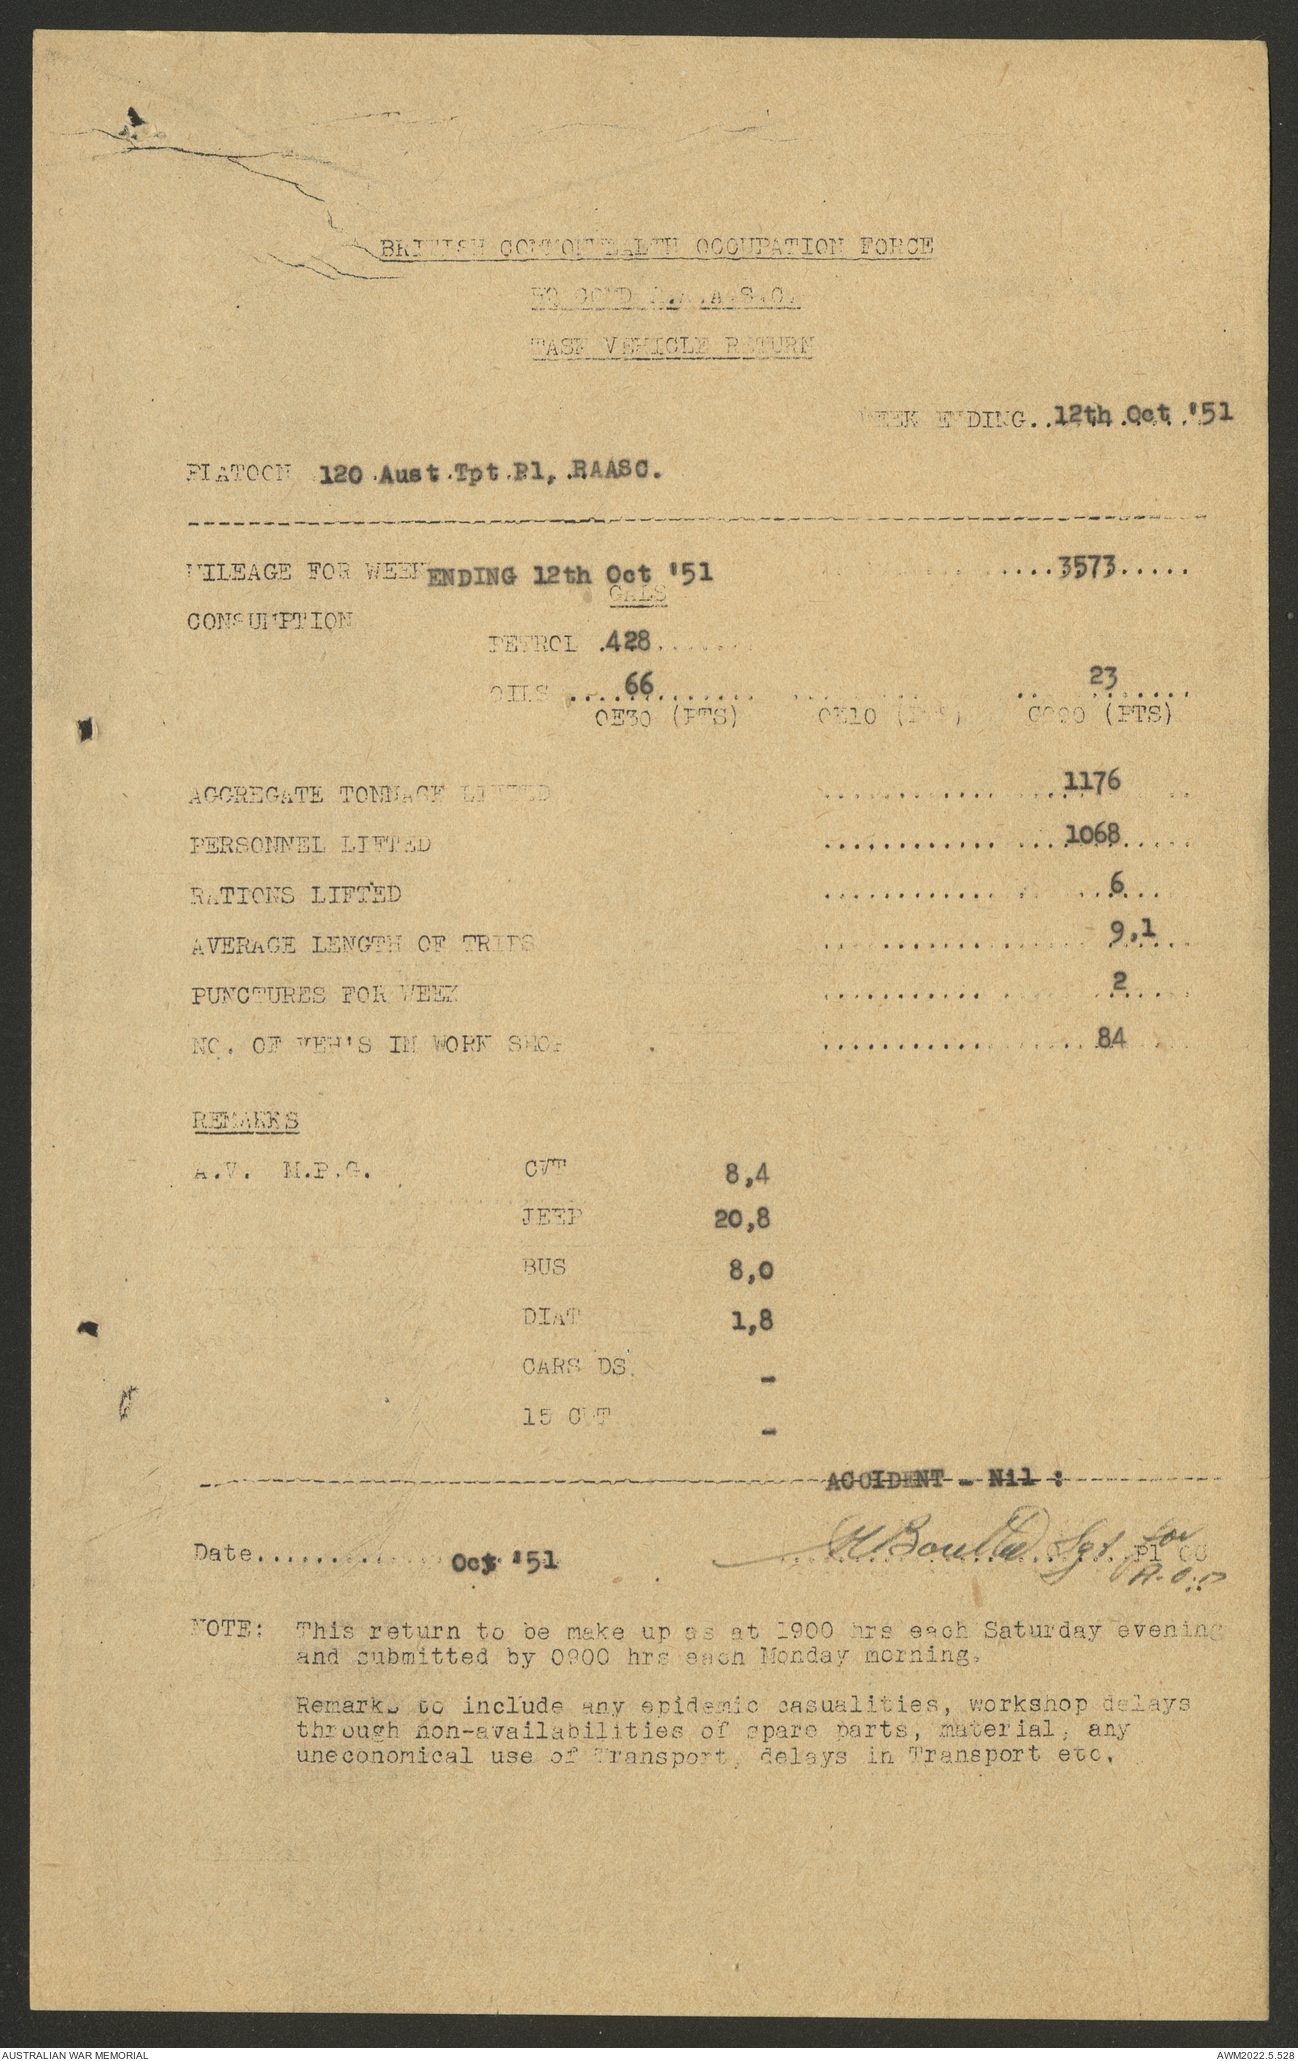 BRITISH COMMONWEALTH OCCUPATION FORCE
HQ COMD R.A.A.S.C.
TASK VEHICLE RETURN
WEEK ENDING..12th Oct '51
PLATOON 120 Aust Tpt Pl, RAASC.
MILEAGE FOR WEEK ENDING 12th Oct '51 ....3573.....
GALS
CONSUMPTION
PETROL .428.......
OILS ....66....... ......... ..23......
OE30 (PTS) OE10 (PTS) C090 (PTS)
AGGREGATE TONNAGE LIFTED ............ ...1176...
PERSONNEL LIFTED ............ ...1068.....
RATIONS LIFTED ............ ...6...
AVERAGE LENGTH OF TRIPS ............ 9,1
PUNCTURES FOR WEEK ............ 2.....
NO. OF VEH'S IN WORK SHOP ............ 84
REMARKS
A.V. M.P.G. CWT 8,4
JEEP 20,8
BUS 8,0
DIAT 1,8
CARS DS. -
15 CWT -
ACCIDENT - Nil :
Date............. Oct '51 Sgt for Pl OC
NOTE: This return to be make up as at 1900 hrs each Saturday evening
and submitted by 0900 hrs each Monday morning.
Remarks to include any epidemic casualities, workshop delays
through non-availabilities of spare parts, material, any
uneconomical use of Transport, delays in Transport etc.
AUSTRALIAN WAR MEMORIAL AWM2022.5.528